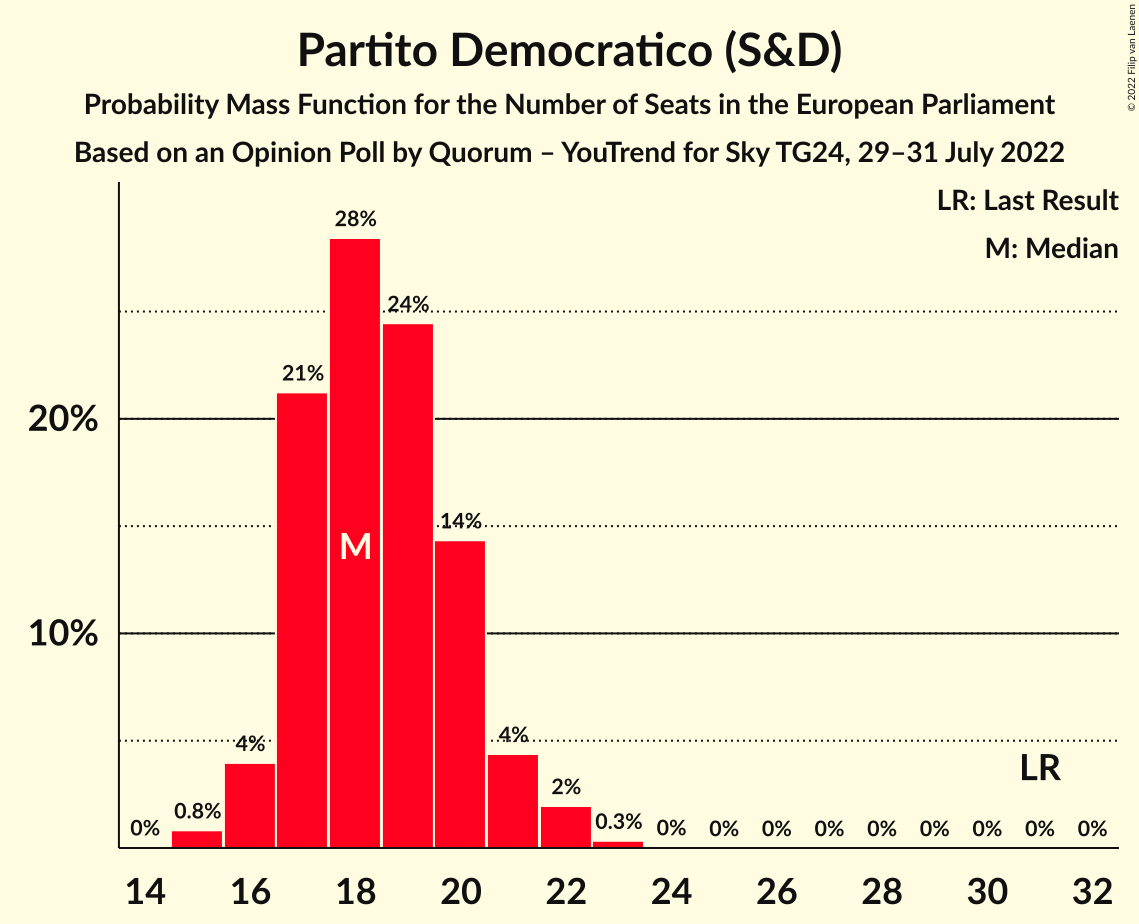 Partito Democratico (S&D)
Probability Mass Function for the Number of Seats in the European Parliament
Based on an Opinion Poll by Quorum – YouTrend for Sky TG24, 29–31 July 2022
© 2022 Filip van Laenen
LR: Last Result
M: Median
28%
24%
21%
20%
14%
M
10%
4%
4%
LR
2%
0.8%
0.3%
0%
0%
0%
0%
0%
0%
0%
0%
0%
0%
14 16 18 20 22 24 26 28 30 32